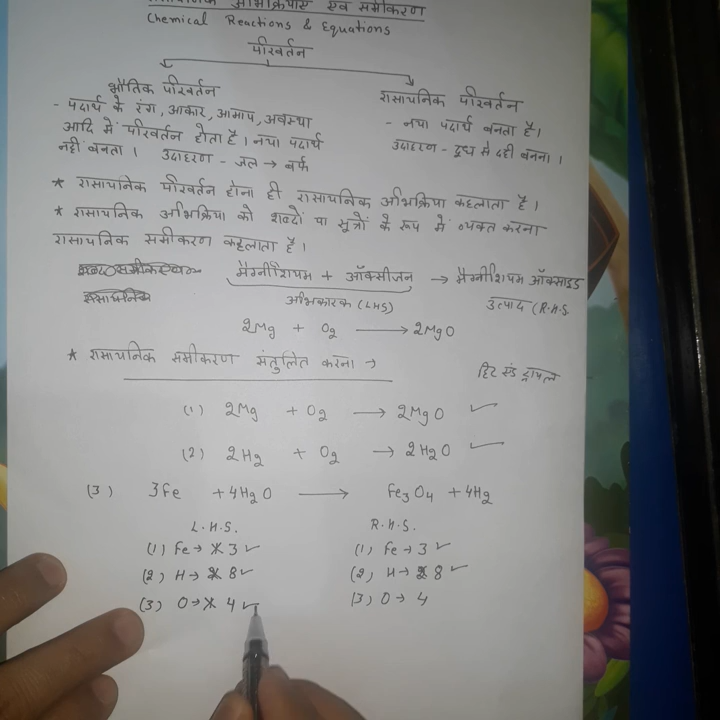 रासायनिक अभिक्रियाएँ एवं समीकरण
Chemical Reactions & Equations
परिवर्तन
भौतिक परिवर्तन
- पदार्थ के रंग, आकार, आमाप, अवस्था
आदि में परिवर्तन होता है। नया पदार्थ
नहीं बनता। उदाहरण - जल → बर्फ
रासायनिक परिवर्तन
- नया पदार्थ बनता है।
उदाहरण - दूध से दही बनना।
* रासायनिक परिवर्तन होना ही रासायनिक अभिक्रिया कहलाता है।
* रासायनिक अभिक्रिया को शब्दों या सूत्रों के रूप में व्यक्त करना
रासायनिक समीकरण कहलाता है।
मैग्नीशियम + ऑक्सीजन → मैग्नीशियम ऑक्साइड
अभिकारक (LHS) उत्पाद (R.H.S.
2Mg + O2 → 2MgO
* रासायनिक समीकरण संतुलित करना →
हिट एंड ट्रायल
(1) 2Mg + O2 → 2MgO ✓
(2) 2H2 + O2 → 2H2O ✓
(3) 3Fe + 4H2O → Fe3O4 + 4H2
L.H.S. R.H.S.
(1) Fe → 3 ✓ (1) Fe → 3 ✓
(2) H → 8 ✓ (2) H → 8 ✓
(3) O → 4 ✓ (3) O → 4